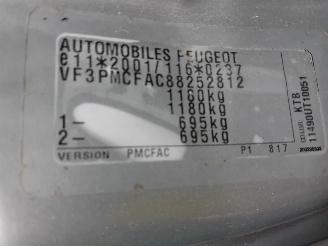 AUTOMOBILES PEUGEOT
e11*2001/116*0237
VF3PMCFAC88252812
1160kg
1180kg
1- 695kg
2- 695kg
VERSION PMCFAC P1 817
KTB
COLOR 11490UT10051